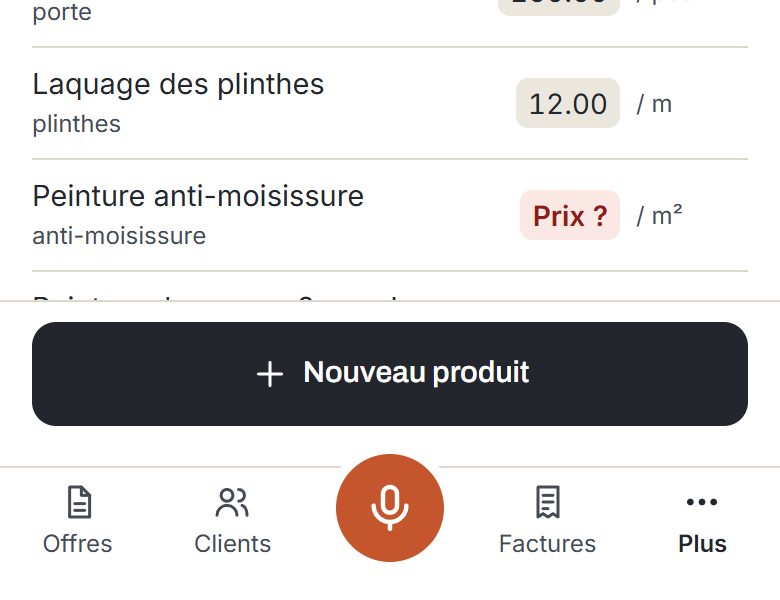 porte
Laquage des plinthes
12.00 / m
plinthes
Peinture anti-moisissure
Prix ? / m²
anti-moisissure
+ Nouveau produit
Offres
Clients
Factures
Plus